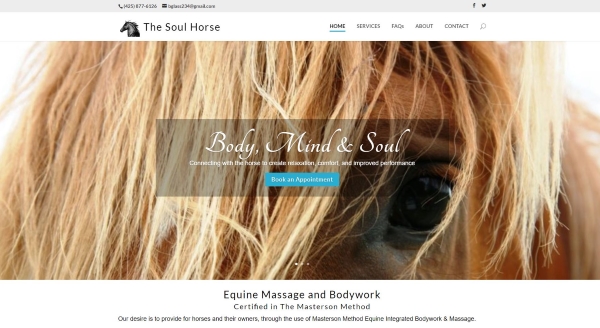 (425) 877-6126 bglass234@gmail.com
The Soul Horse
HOME SERVICES FAQs ABOUT CONTACT
Body, Mind & Soul
Connecting with the horse to create relaxation, comfort, and improved performance
Book an Appointment
Equine Massage and Bodywork
Certified in The Masterson Method
Our desire is to provide for horses and their owners, through the use of Masterson Method Equine Integrated Bodywork & Massage.